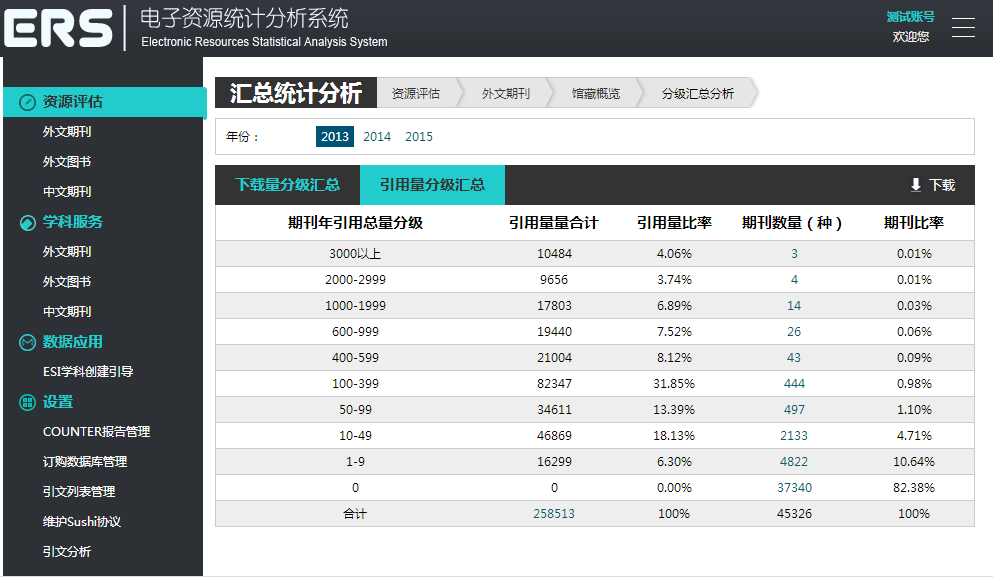 ERS
电子资源统计分析系统
Electronic Resources Statistical Analysis System
测试账号
欢迎您
资源评估
外文期刊
外文图书
中文期刊
学科服务
外文期刊
外文图书
中文期刊
数据应用
ESI学科创建引导
设置
COUNTER报告管理
订购数据库管理
引文列表管理
维护Sushi协议
引文分析
汇总统计分析 资源评估 外文期刊 馆藏概览 分级汇总分析
年份： 2013 2014 2015
下载量分级汇总 引用量分级汇总 下载
期刊年引用总量分级 引用量量合计 引用量比率 期刊数量（种） 期刊比率
3000以上 10484 4.06% 3 0.01%
2000-2999 9656 3.74% 4 0.01%
1000-1999 17803 6.89% 14 0.03%
600-999 19440 7.52% 26 0.06%
400-599 21004 8.12% 43 0.09%
100-399 82347 31.85% 444 0.98%
50-99 34611 13.39% 497 1.10%
10-49 46869 18.13% 2133 4.71%
1-9 16299 6.30% 4822 10.64%
0 0 0.00% 37340 82.38%
合计 258513 100% 45326 100%